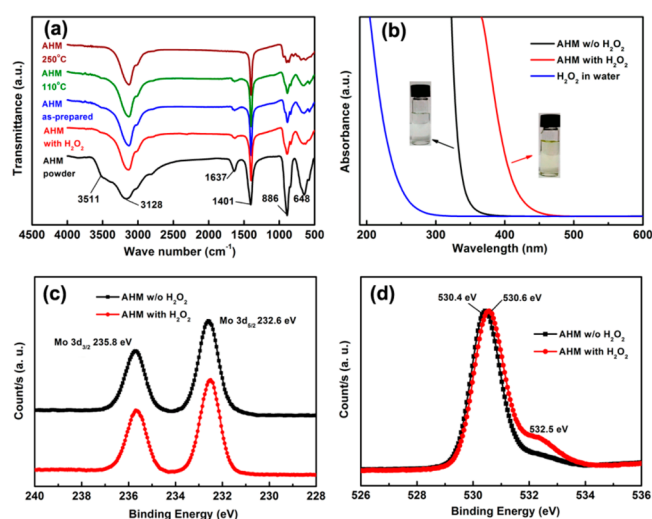 (a)
AHM
250°C
AHM
110°C
AHM
as-prepared
AHM
with H₂O₂
AHM
powder
3511
3128
1637
1401
886
648
Transmittance (a.u.)
4500 4000 3500 3000 2500 2000 1500 1000 500
Wave number (cm⁻¹)
(b)
AHM w/o H₂O₂
AHM with H₂O₂
H₂O₂ in water
Absorbance (a.u.)
200 300 400 500 600
Wavelength (nm)
(c)
AHM w/o H₂O₂
AHM with H₂O₂
Mo 3d₅/₂ 232.6 eV
Mo 3d₃/₂ 235.8 eV
Count/s (a. u.)
240 238 236 234 232 230 228
Binding Energy (eV)
(d)
530.4 eV
530.6 eV
AHM w/o H₂O₂
AHM with H₂O₂
532.5 eV
Count/s (a. u.)
526 528 530 532 534 536
Binding Energy (eV)